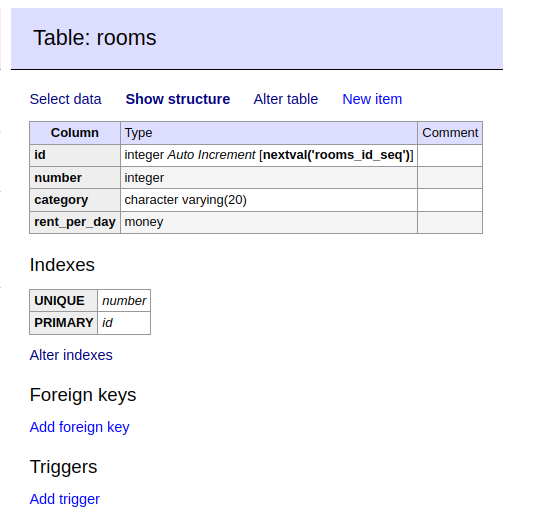 Table: rooms
Select data Show structure Alter table New item
Column Type Comment
id integer Auto Increment [nextval('rooms_id_seq')]
number integer
category character varying(20)
rent_per_day money
Indexes
UNIQUE number
PRIMARY id
Alter indexes
Foreign keys
Add foreign key
Triggers
Add trigger